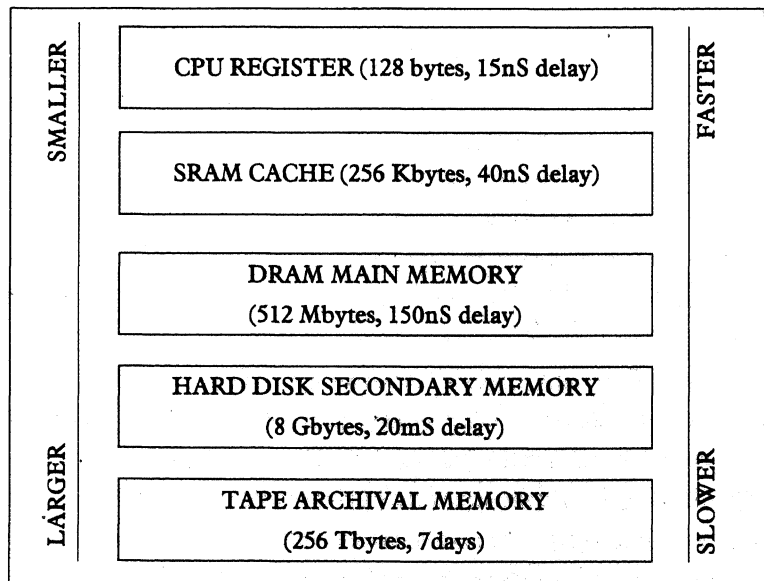 SMALLER
FASTER
CPU REGISTER (128 bytes, 15nS delay)
SRAM CACHE (256 Kbytes, 40nS delay)
DRAM MAIN MEMORY
(512 Mbytes, 150nS delay)
HARD DISK SECONDARY MEMORY
(8 Gbytes, 20mS delay)
LARGER
SLOWER
TAPE ARCHIVAL MEMORY
(256 Tbytes, 7days)